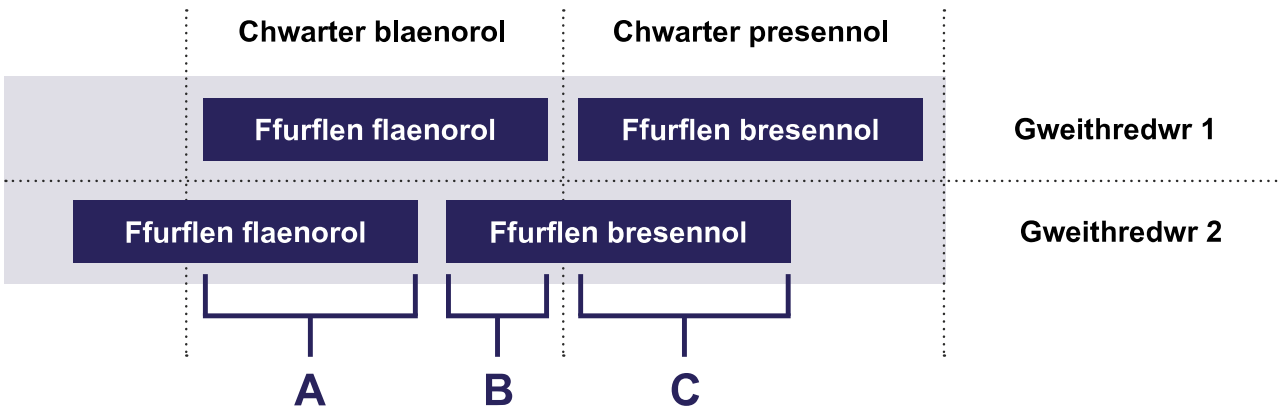 Chwarter blaenorol
Chwarter presennol
Ffurflen flaenorol
Ffurflen bresennol
Gweithredwr 1
Ffurflen flaenorol
Ffurflen bresennol
Gweithredwr 2
A
B
C